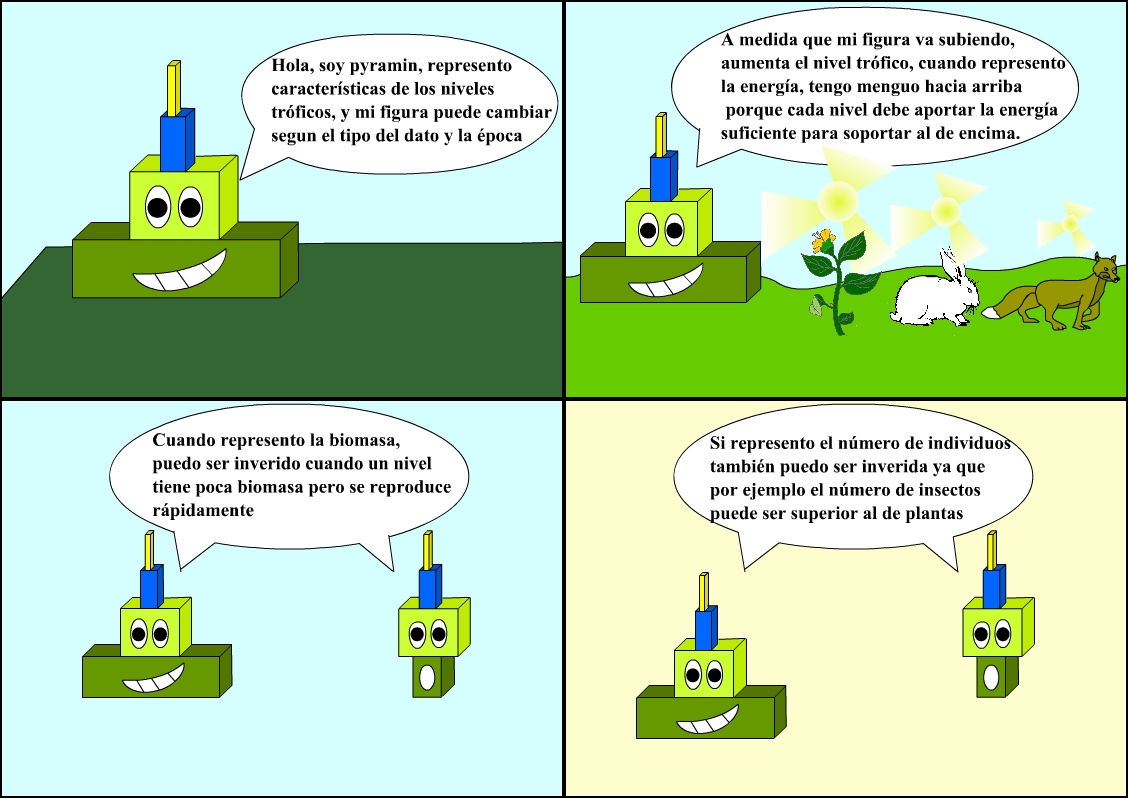 Hola, soy pyramin, represento
características de los niveles
tróficos, y mi figura puede cambiar
segun el tipo del dato y la época
A medida que mi figura va subiendo,
aumenta el nivel trófico, cuando represento
la energía, tengo menguo hacia arriba
porque cada nivel debe aportar la energía
suficiente para soportar al de encima.
Cuando represento la biomasa,
puedo ser inverido cuando un nivel
tiene poca biomasa pero se reproduce
rápidamente
Si represento el número de individuos
también puedo ser inverida ya que
por ejemplo el número de insectos
puede ser superior al de plantas